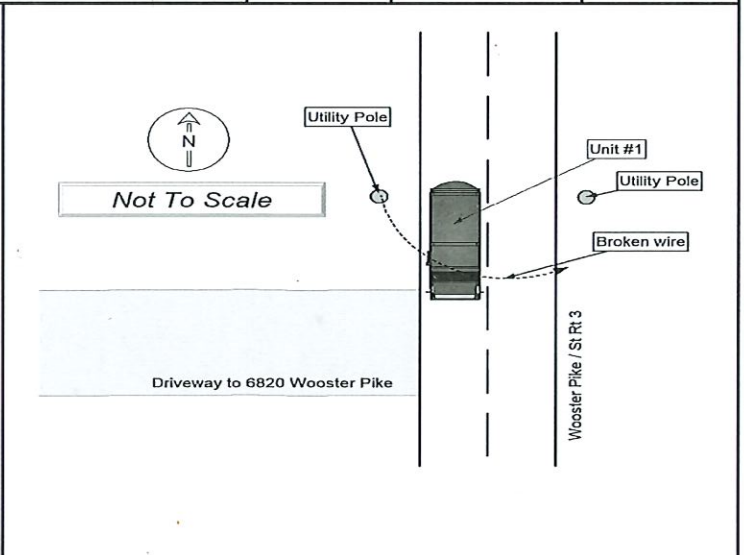 Utility Pole
N
Unit #1
Not To Scale
Utility Pole
Broken wire
Wooster Pike / St Rt 3
Driveway to 6820 Wooster Pike